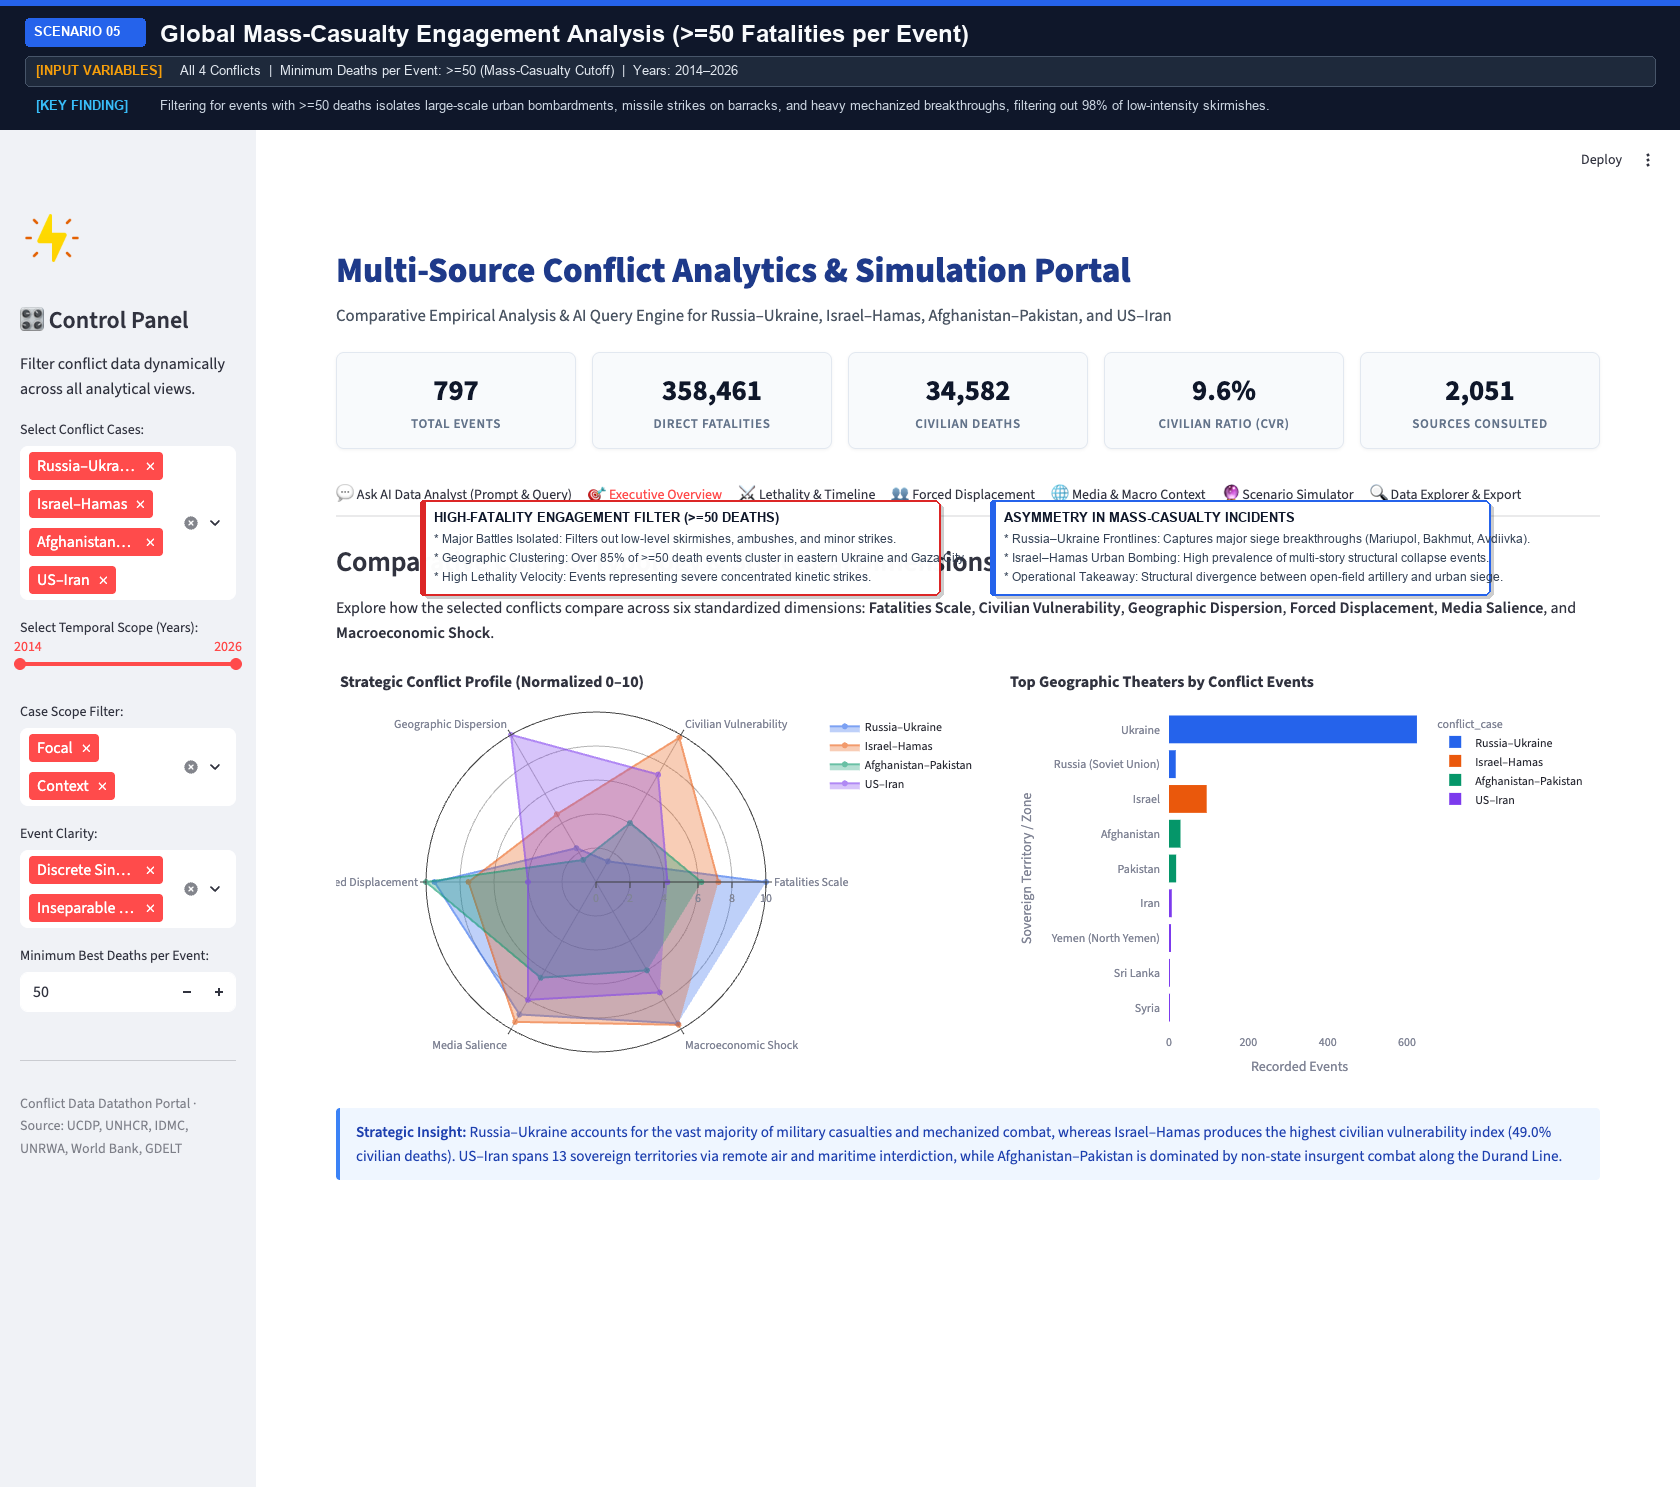 SCENARIO 05
Global Mass-Casualty Engagement Analysis (>=50 Fatalities per Event)
[INPUT VARIABLES] All 4 Conflicts | Minimum Deaths per Event: >=50 (Mass-Casualty Cutoff) | Years: 2014–2026
[KEY FINDING] Filtering for events with >=50 deaths isolates large-scale urban bombardments, missile strikes on barracks, and heavy mechanized breakthroughs, filtering out 98% of low-intensity skirmishes.
Deploy
Control Panel
Filter conflict data dynamically
across all analytical views.
Select Conflict Cases:
Russia–Ukra... ×
Israel–Hamas ×
Afghanistan... ×
US–Iran ×
Select Temporal Scope (Years):
2014 2026
Case Scope Filter:
Focal ×
Context ×
Event Clarity:
Discrete Sin... ×
Inseparable ... ×
Minimum Best Deaths per Event:
50 − +
Conflict Data Datathon Portal ·
Source: UCDP, UNHCR, IDMC,
UNRWA, World Bank, GDELT
Multi-Source Conflict Analytics & Simulation Portal
Comparative Empirical Analysis & AI Query Engine for Russia–Ukraine, Israel–Hamas, Afghanistan–Pakistan, and US–Iran
797
TOTAL EVENTS
358,461
DIRECT FATALITIES
34,582
CIVILIAN DEATHS
9.6%
CIVILIAN RATIO (CVR)
2,051
SOURCES CONSULTED
Ask AI Data Analyst (Prompt & Query) Executive Overview Lethality & Timeline Forced Displacement Media & Macro Context Scenario Simulator Data Explorer & Export
HIGH-FATALITY ENGAGEMENT FILTER (>=50 DEATHS)
* Major Battles Isolated: Filters out low-level skirmishes, ambushes, and minor strikes.
* Geographic Clustering: Over 85% of >=50 death events cluster in eastern Ukraine and Gaza City.
* High Lethality Velocity: Events representing severe concentrated kinetic strikes.
ASYMMETRY IN MASS-CASUALTY INCIDENTS
* Russia–Ukraine Frontlines: Captures major siege breakthroughs (Mariupol, Bakhmut, Avdiivka).
* Israel–Hamas Urban Bombing: High prevalence of multi-story structural collapse events.
* Operational Takeaway: Structural divergence between open-field artillery and urban siege.
Explore how the selected conflicts compare across six standardized dimensions: Fatalities Scale, Civilian Vulnerability, Geographic Dispersion, Forced Displacement, Media Salience, and
Macroeconomic Shock.
Strategic Conflict Profile (Normalized 0–10)
Geographic Dispersion
Civilian Vulnerability
ed Displacement
Fatalities Scale
Media Salience
Macroeconomic Shock
0 6 8 10
Russia–Ukraine
Israel–Hamas
Afghanistan–Pakistan
US–Iran
Top Geographic Theaters by Conflict Events
Sovereign Territory / Zone
Ukraine
Russia (Soviet Union)
Israel
Afghanistan
Pakistan
Iran
Yemen (North Yemen)
Sri Lanka
Syria
0 200 400 600
Recorded Events
conflict_case
Russia–Ukraine
Israel–Hamas
Afghanistan–Pakistan
US–Iran
Strategic Insight: Russia–Ukraine accounts for the vast majority of military casualties and mechanized combat, whereas Israel–Hamas produces the highest civilian vulnerability index (49.0%
civilian deaths). US–Iran spans 13 sovereign territories via remote air and maritime interdiction, while Afghanistan–Pakistan is dominated by non-state insurgent combat along the Durand Line.